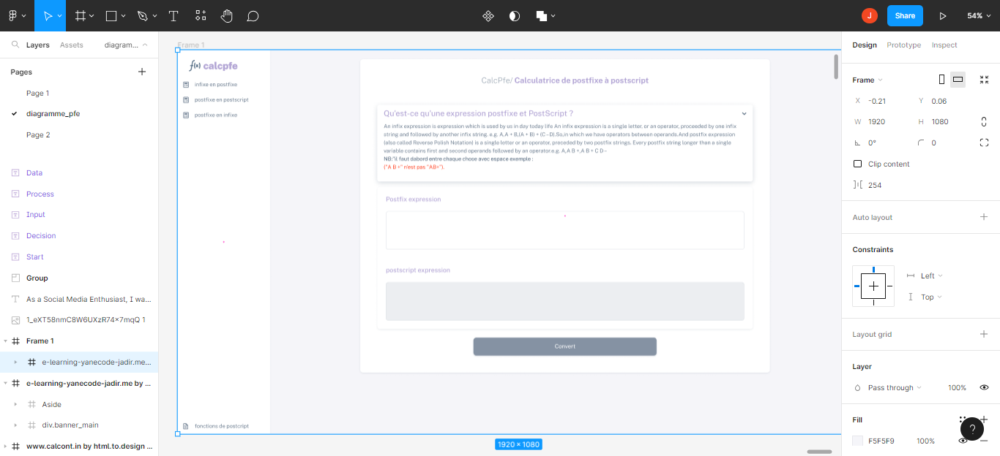 J
Share
54%
Layers
Assets
diagram...
Pages
Page 1
diagramme_pfe
Page 2
Data
Process
Input
Decision
Start
Group
As a Social Media Enthusiast, I wa...
1_eXT58nmC8W6UXzR74x7mqQ 1
Frame 1
e-learning-yanecode-jadir.me...
e-learning-yanecode-jadir.me by ...
Aside
div.banner_main
www.calcont.in by html.to.design ...
Frame 1
f(x) calcpfe
infixe en postfixe
postfixe en postscript
postfixe en infixe
fonctions de postcript
CalcPfe/ Calculatrice de postfixe à postscript
Qu'est-ce qu'une expression postfixe et PostScript ?
An infix expression is expression which is used by us in day today life An infix expression is a single letter, or an operator, proceeded by one infix
string and followed by another infix string. e.g. A,A + B,(A + B) + (C – D).So,in which we have operators between operands.And postfix expression
(also called Reverse Polish Notation) is a single letter or an operator, preceded by two postfix strings. Every postfix string longer than a single
variable contains first and second operands followed by an operator.e.g. A,A B +,A B + C D –
NB:"il faut dabord entre chaque chose avec espace exemple :
("A B +" n'est pas "AB+").
Postfix expression
postscript expression
Convert
1920 × 1080
Design
Prototype
Inspect
Frame
X -0.21
Y 0.06
W 1920
H 1080
0°
0
Clip content
254
Auto layout
Constraints
Left
Top
Layout grid
Layer
Pass through
100%
Fill
F5F5F9
100%
?